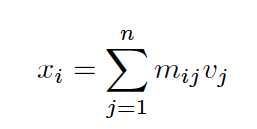 x_i = \sum_{j=1}^{n} m_{ij} v_j